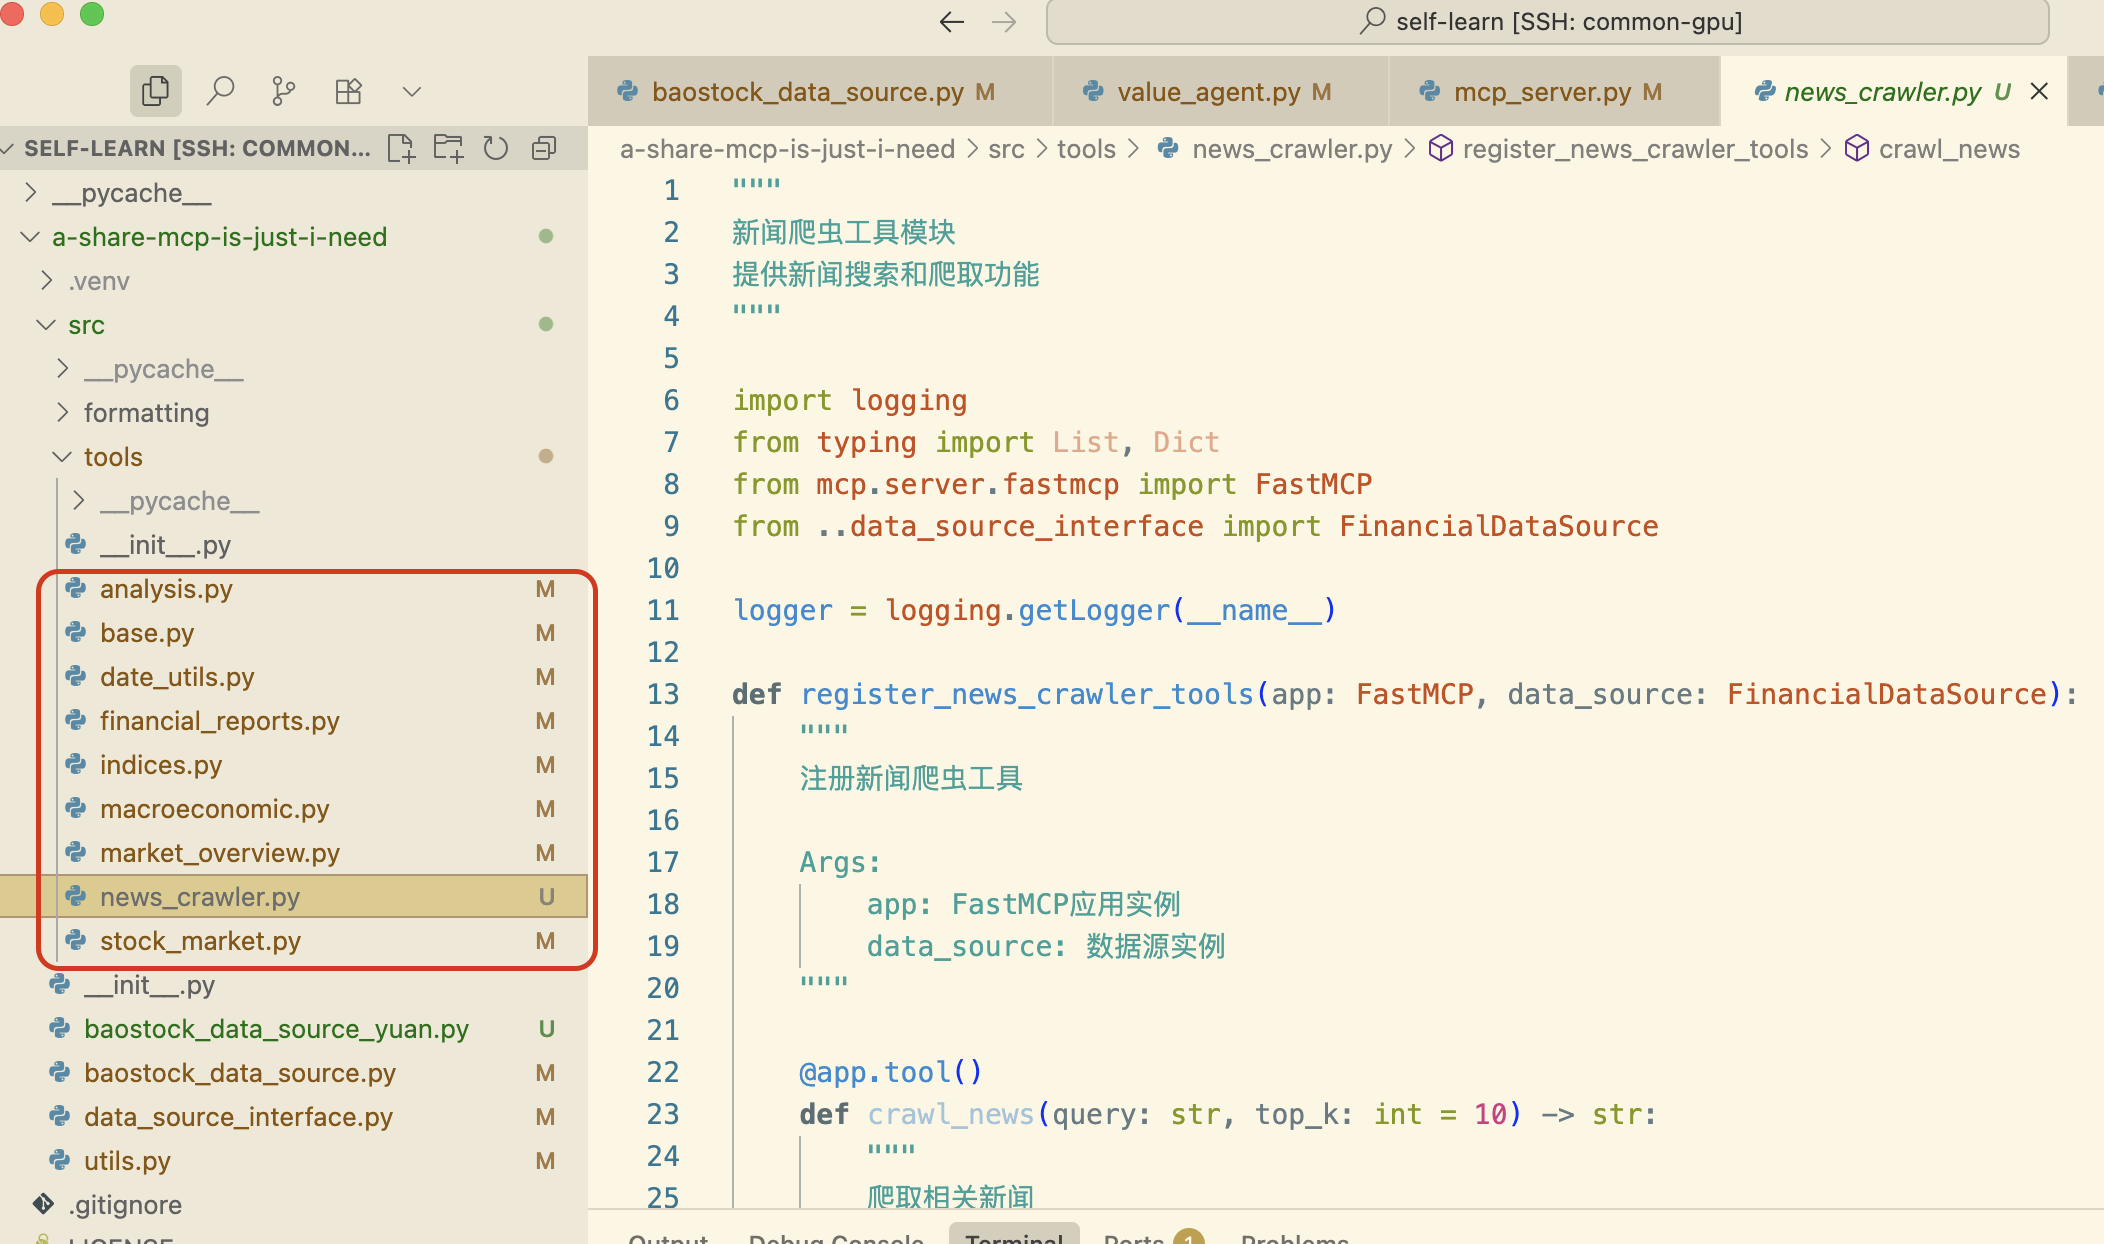 self-learn [SSH: common-gpu]
baostock_data_source.py M
value_agent.py M
mcp_server.py M
news_crawler.py U
SELF-LEARN [SSH: COMMON...
__pycache__
a-share-mcp-is-just-i-need
.venv
src
__pycache__
formatting
tools
__pycache__
__init__.py
analysis.py M
base.py M
date_utils.py M
financial_reports.py M
indices.py M
macroeconomic.py M
market_overview.py M
news_crawler.py U
stock_market.py M
__init__.py
baostock_data_source_yuan.py U
baostock_data_source.py M
data_source_interface.py M
utils.py M
.gitignore
LICENSE
a-share-mcp-is-just-i-need > src > tools > news_crawler.py > register_news_crawler_tools > crawl_news
1 """
2 新闻爬虫工具模块
3 提供新闻搜索和爬取功能
4 """
5
6 import logging
7 from typing import List, Dict
8 from mcp.server.fastmcp import FastMCP
9 from ..data_source_interface import FinancialDataSource
10
11 logger = logging.getLogger(__name__)
12
13 def register_news_crawler_tools(app: FastMCP, data_source: FinancialDataSource):
14 """
15 注册新闻爬虫工具
16
17 Args:
18 app: FastMCP应用实例
19 data_source: 数据源实例
20 """
21
22 @app.tool()
23 def crawl_news(query: str, top_k: int = 10) -> str:
24 """
25 爬取相关新闻
Output Debug Console Terminal Ports 1 Problems